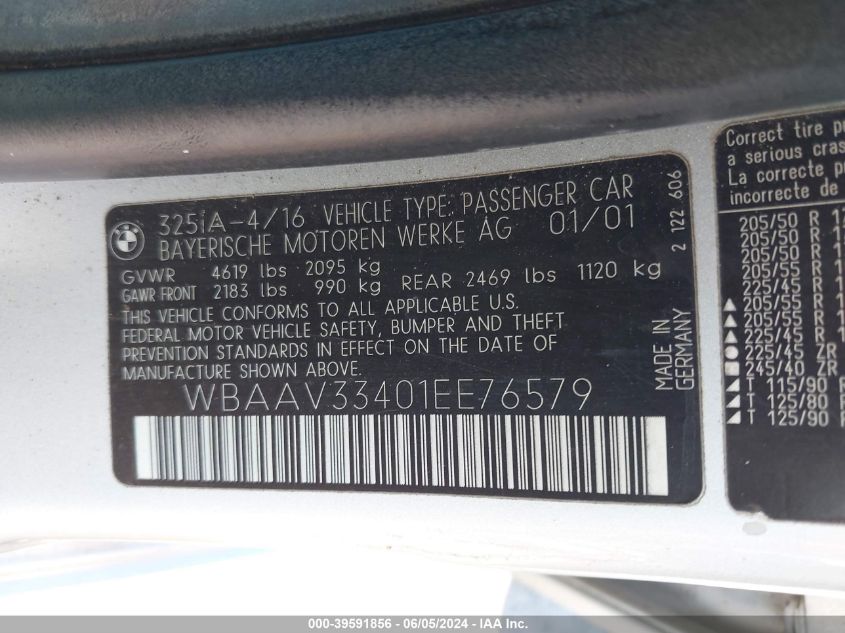 BMW
325iA-4/16 VEHICLE TYPE: PASSENGER CAR
BAYERISCHE MOTOREN WERKE AG 01/01
GVWR 4619 lbs 2095 kg
GAWR FRONT 2183 lbs 990 kg REAR 2469 lbs 1120 kg
THIS VEHICLE CONFORMS TO ALL APPLICABLE U.S.
FEDERAL MOTOR VEHICLE SAFETY, BUMPER AND THEFT
PREVENTION STANDARDS IN EFFECT ON THE DATE OF
MANUFACTURE SHOWN ABOVE.
WBAAV33401EE76579
MADE IN
GERMANY
2 122 606
Correct tire
a serious
La correcte
incorrecte de
205/50 R
205/50 R
205/55 R
225/45 R
205/55 R
205/55 R
225/45 R
225/45 ZR
245/40 ZR
T 115/90
T 125/80
T 125/90
000-39591856 | 06/05/2024 | IAA Inc.